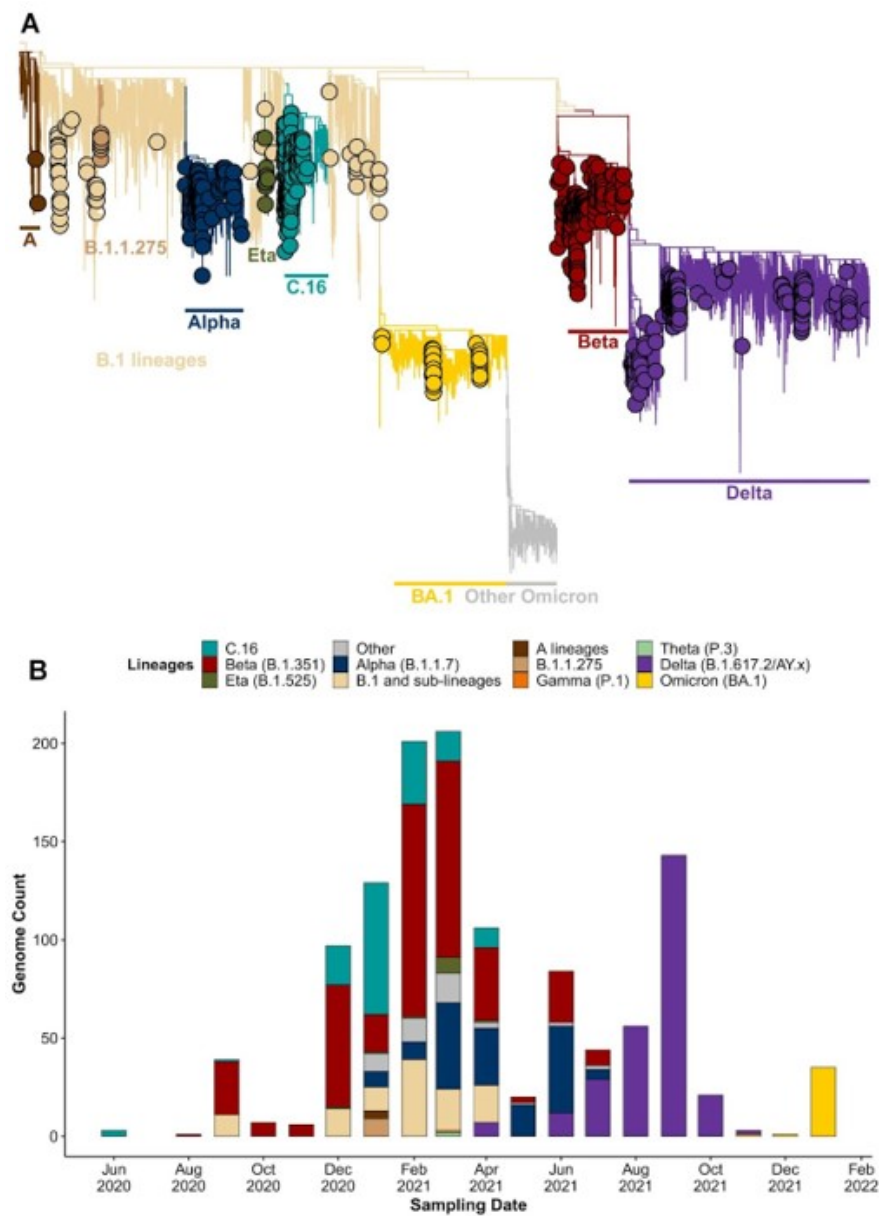 A
A
B.1.1.275
Eta
C.16
Alpha
B.1 lineages
Beta
Delta
BA.1 Other Omicron
B
Lineages
C.16
Other
A lineages
Theta (P.3)
Beta (B.1.351)
Alpha (B.1.1.7)
B.1.1.275
Delta (B.1.617.2/AY.x)
Eta (B.1.525)
B.1 and sub-lineages
Gamma (P.1)
Omicron (BA.1)
Genome Count
200
150
100
50
0
Jun Aug Oct Dec Feb Apr Jun Aug Oct Dec Feb
2020 2020 2020 2020 2021 2021 2021 2021 2021 2021 2022
Sampling Date